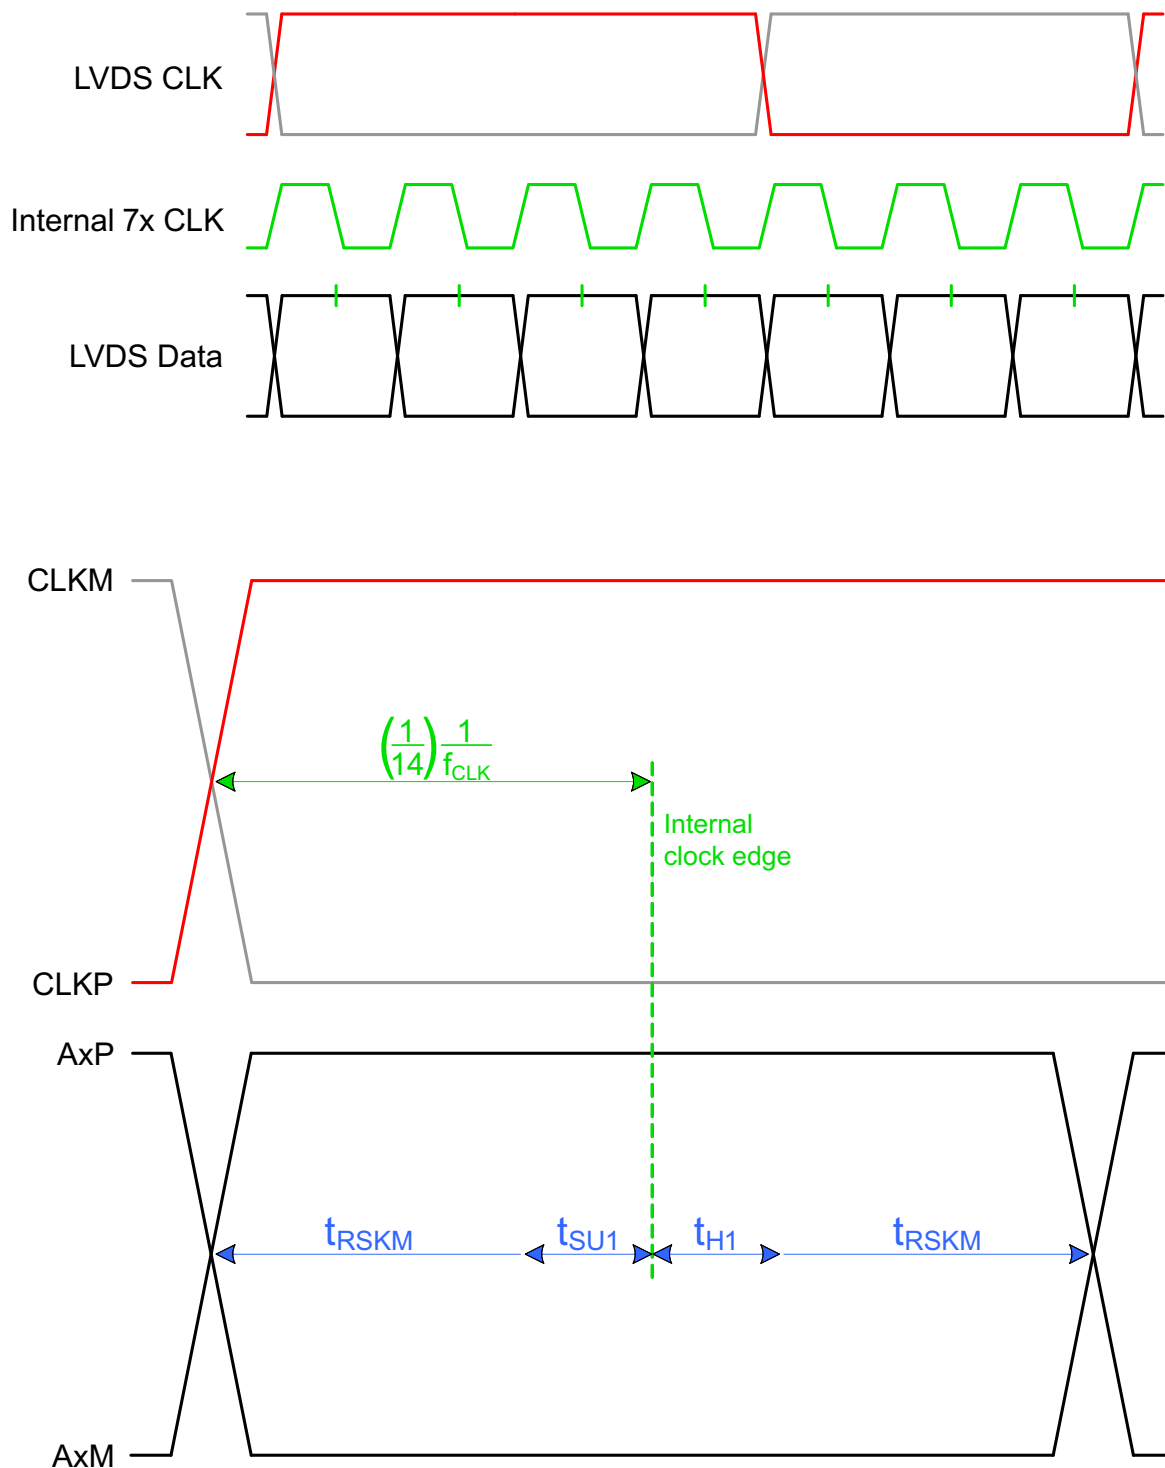 LVDS CLK
Internal 7x CLK
LVDS Data
CLKM
(1/14) 1/fCLK
Internal
clock edge
CLKP
AxP
tRSKM tSU1 tH1 tRSKM
AxM